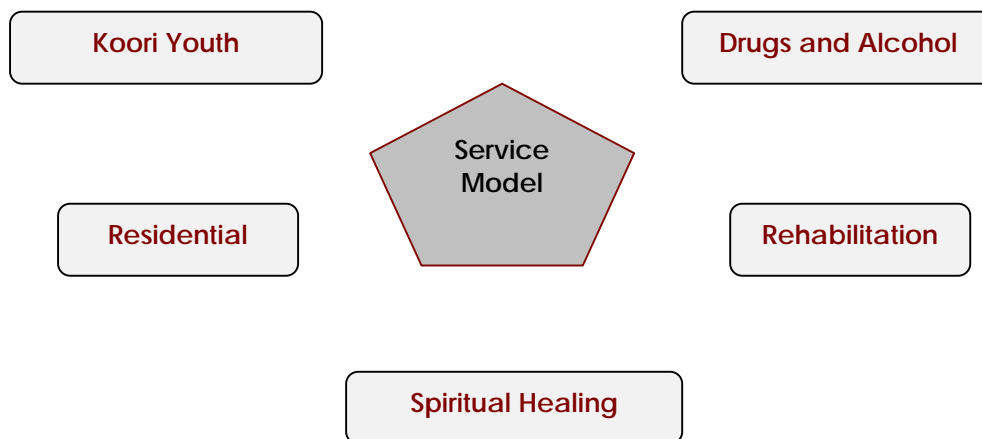 Koori Youth
Drugs and Alcohol
Service
Model
Residential
Rehabilitation
Spiritual Healing